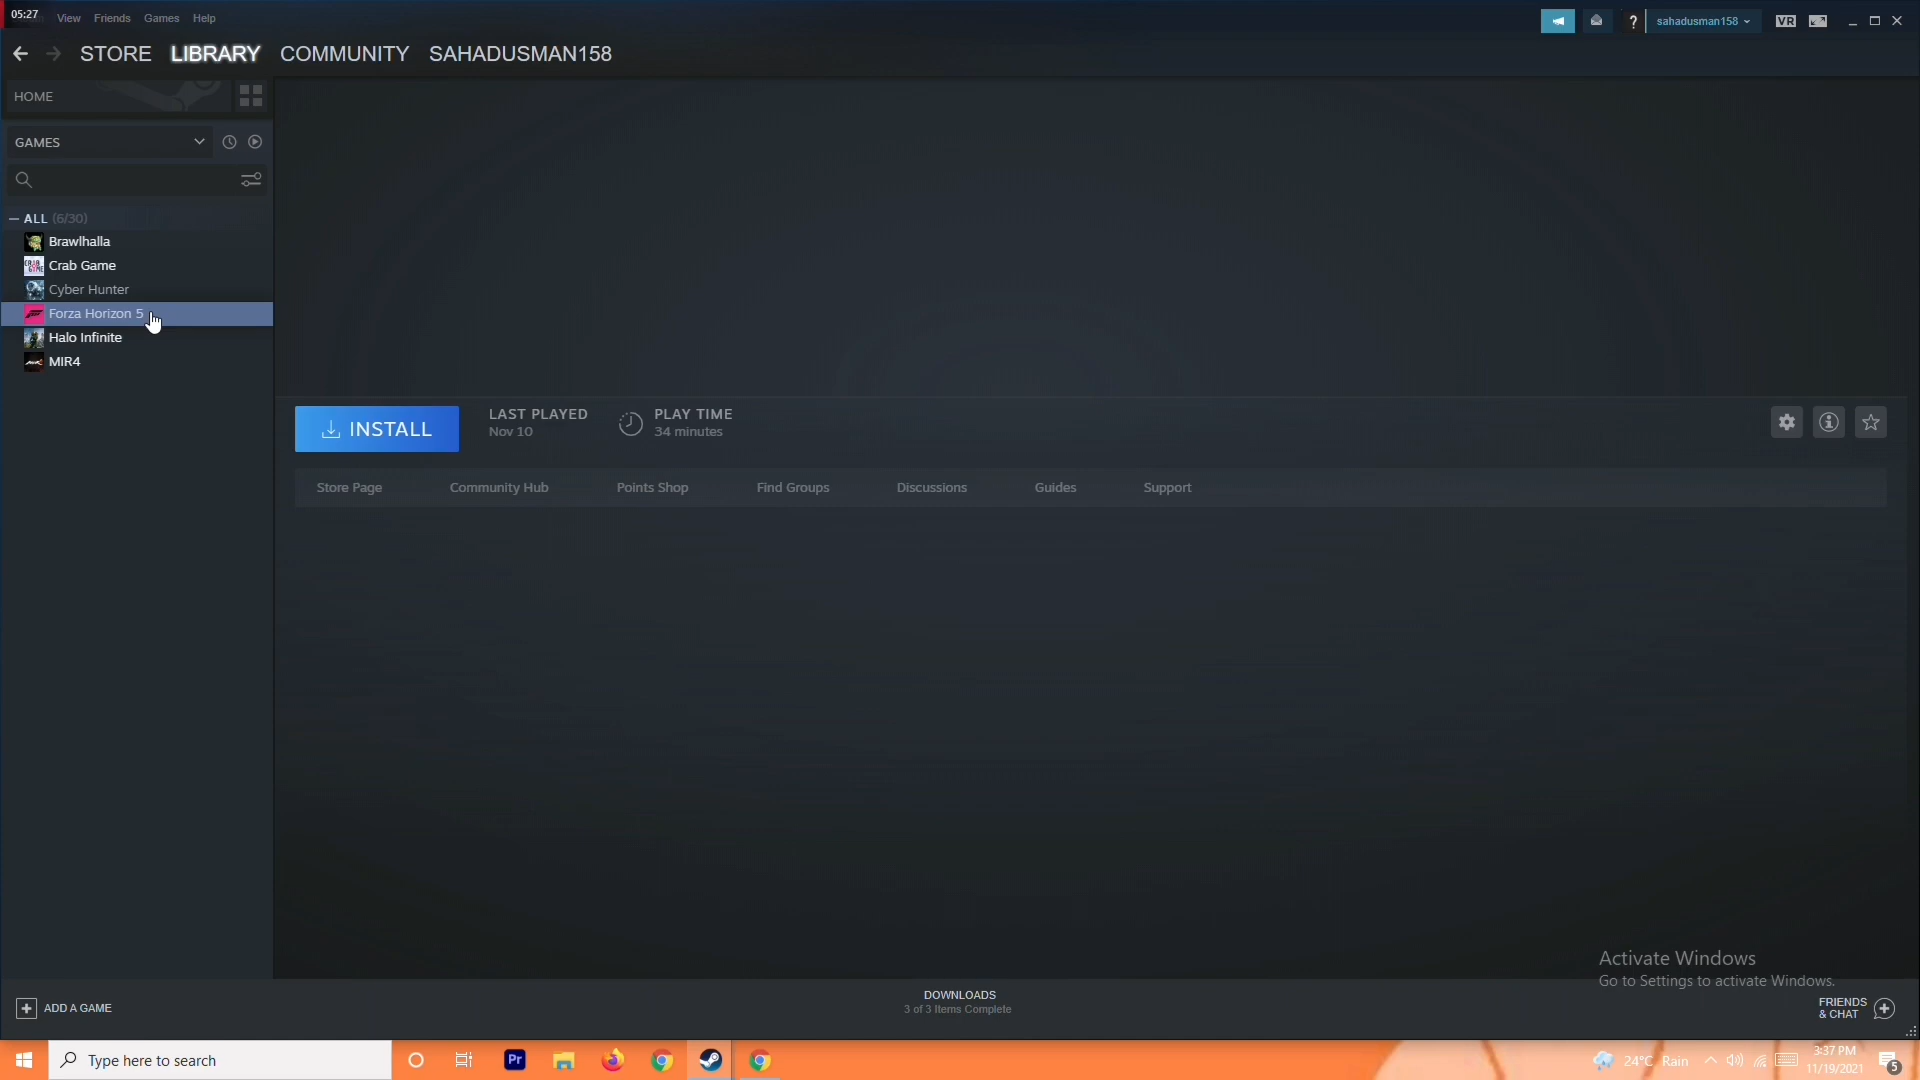 05:27
View Friends Games Help
sahadusman158
VR
STORE LIBRARY COMMUNITY SAHADUSMAN158
HOME
GAMES
ALL (6/30)
Brawlhalla
Crab Game
Cyber Hunter
Forza Horizon 5
Halo Infinite
MIR4
INSTALL
LAST PLAYED
Nov 10
PLAY TIME
34 minutes
Store Page Community Hub Points Shop Find Groups Discussions Guides Support
Activate Windows
Go to Settings to activate Windows.
ADD A GAME
DOWNLOADS
3 of 3 Items Complete
FRIENDS
& CHAT
Type here to search
Pr
24°C Rain
3:37 PM
11/19/2021
5